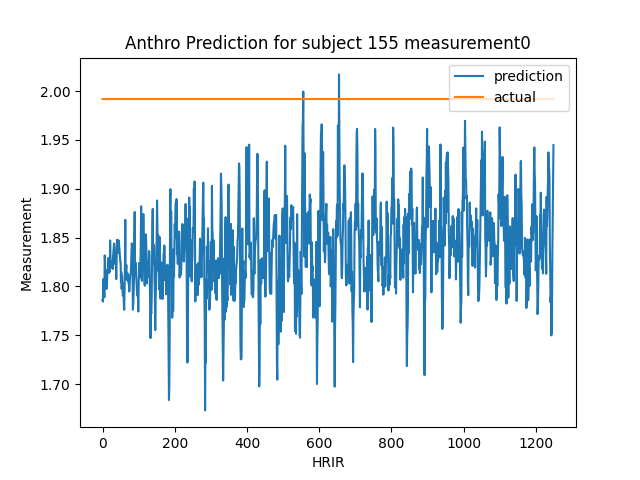 Anthro Prediction for subject 155 measurement0
prediction
actual
2.00
1.95
1.90
1.85
1.80
1.75
1.70
Measurement
0 200 400 600 800 1000 1200
HRIR